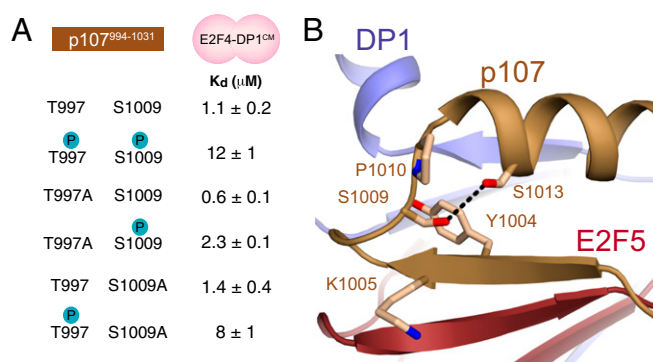 A
p107994-1031 E2F4-DP1CM
Kd (μM)
T997 S1009 1.1 ± 0.2
P P
T997 S1009 12 ± 1
T997A S1009 0.6 ± 0.1
P
T997A S1009 2.3 ± 0.1
T997 S1009A 1.4 ± 0.4
P
T997 S1009A 8 ± 1
B
DP1
p107
P1010
S1009
S1013
Y1004
E2F5
K1005